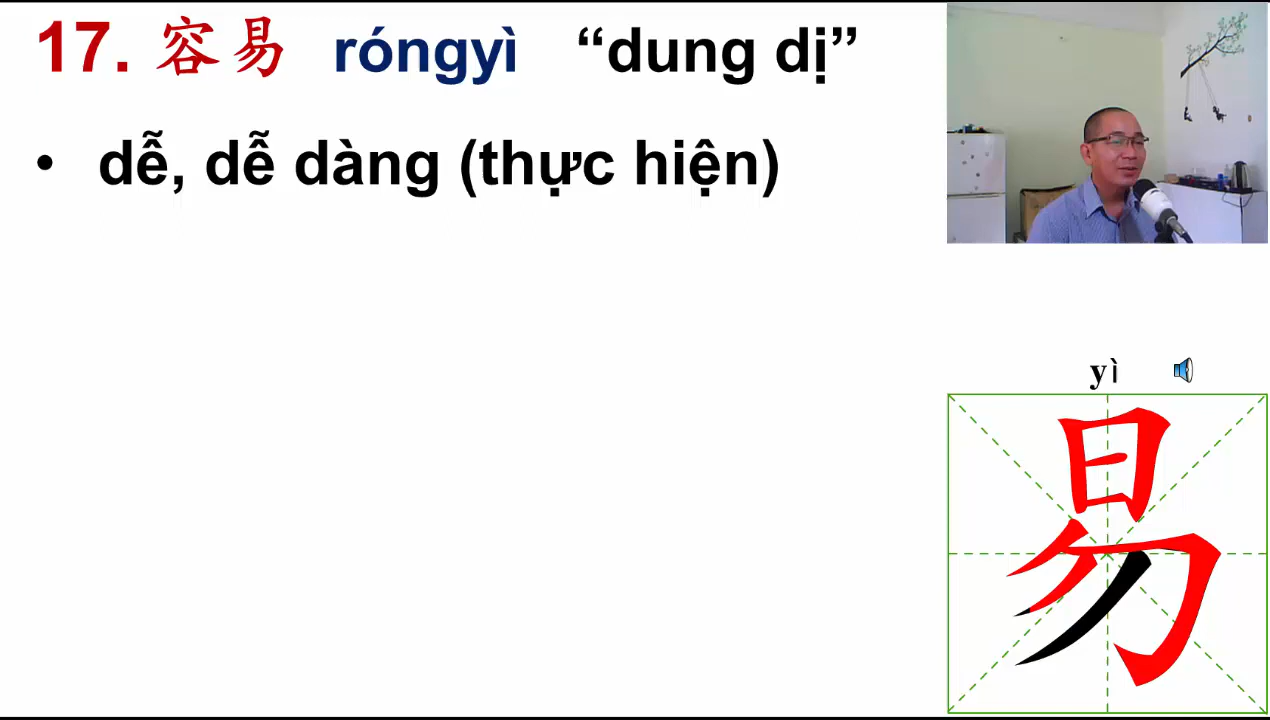 17. 容易 róngyì “dung dị”
• dễ, dễ dàng (thực hiện)
yì
易